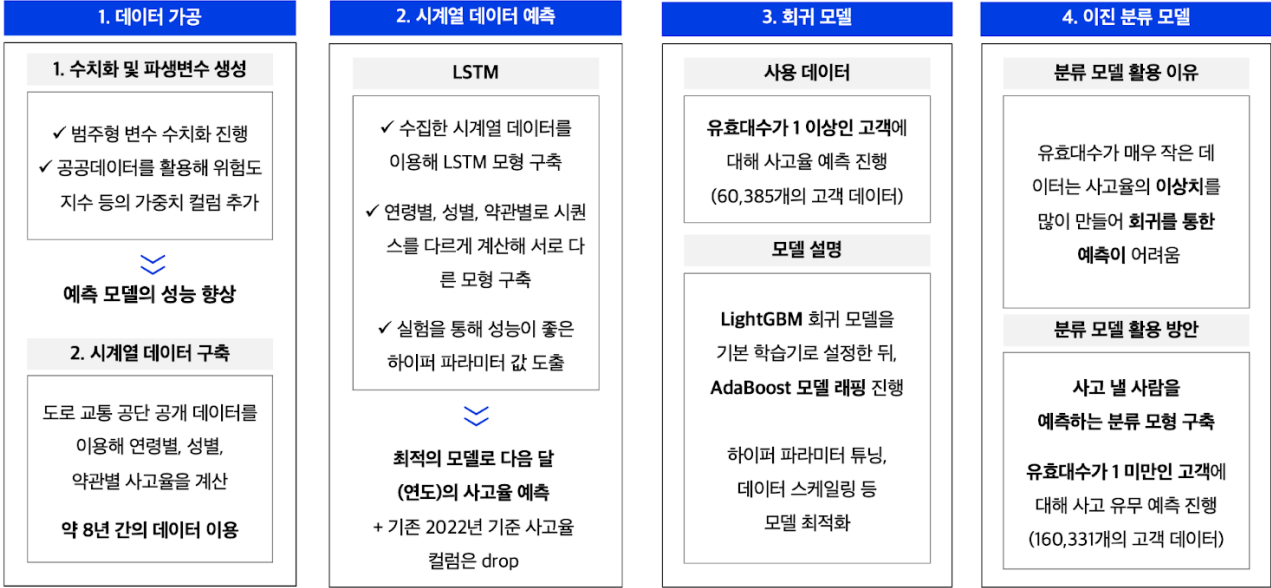 1. 데이터 가공
1. 수치화 및 파생변수 생성
✓ 범주형 변수 수치화 진행
✓ 공공데이터를 활용해 위험도
지수 등의 가중치 컬럼 추가
예측 모델의 성능 향상
2. 시계열 데이터 구축
도로 교통 공단 공개 데이터를
이용해 연령별, 성별,
약관별 사고율을 계산
약 8년 간의 데이터 이용
2. 시계열 데이터 예측
LSTM
✓ 수집한 시계열 데이터를
이용해 LSTM 모형 구축
✓ 연령별, 성별, 약관별로 시퀀
스를 다르게 계산해 서로 다
른 모형 구축
✓ 실험을 통해 성능이 좋은
하이퍼 파라미터 값 도출
최적의 모델로 다음 달
(연도)의 사고율 예측
+ 기존 2022년 기준 사고율
컬럼은 drop
3. 회귀 모델
사용 데이터
유효대수가 1 이상인 고객에
대해 사고율 예측 진행
(60,385개의 고객 데이터)
모델 설명
LightGBM 회귀 모델을
기본 학습기로 설정한 뒤,
AdaBoost 모델 래핑 진행
하이퍼 파라미터 튜닝,
데이터 스케일링 등
모델 최적화
4. 이진 분류 모델
분류 모델 활용 이유
유효대수가 매우 작은 데
이터는 사고율의 이상치를
많이 만들어 회귀를 통한
예측이 어려움
분류 모델 활용 방안
사고 낼 사람을
예측하는 분류 모형 구축
유효대수가 1 미만인 고객에
대해 사고 유무 예측 진행
(160,331개의 고객 데이터)